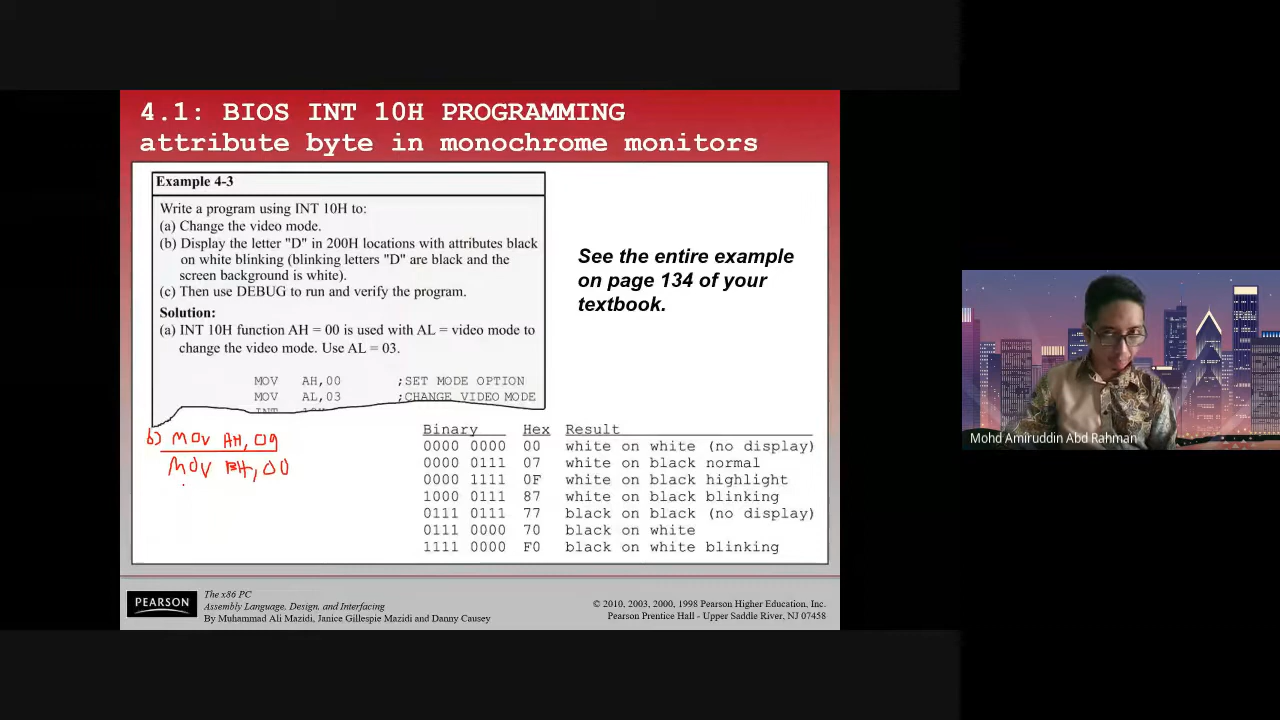 4.1: BIOS INT 10H PROGRAMMING
attribute byte in monochrome monitors
Example 4-3
Write a program using INT 10H to:
(a) Change the video mode.
(b) Display the letter "D" in 200H locations with attributes black
on white blinking (blinking letters "D" are black and the
screen background is white).
(c) Then use DEBUG to run and verify the program.
Solution:
(a) INT 10H function AH = 00 is used with AL = video mode to
change the video mode. Use AL = 03.
MOV AH,00 ;SET MODE OPTION
MOV AL,03 ;CHANGE VIDEO MODE
See the entire example
on page 134 of your
textbook.
b) MOV AH, 09
MOV BH, 00
Binary Hex Result
0000 0000 00 white on white (no display)
0000 0111 07 white on black normal
0000 1111 0F white on black highlight
1000 0111 87 white on black blinking
0111 0111 77 black on black (no display)
0111 0000 70 black on white
1111 0000 F0 black on white blinking
PEARSON
The x86 PC
Assembly Language, Design, and Interfacing
By Muhammad Ali Mazidi, Janice Gillespie Mazidi and Danny Causey
© 2010, 2003, 2000, 1998 Pearson Higher Education, Inc.
Pearson Prentice Hall - Upper Saddle River, NJ 07458
Mohd Amiruddin Abd Rahman